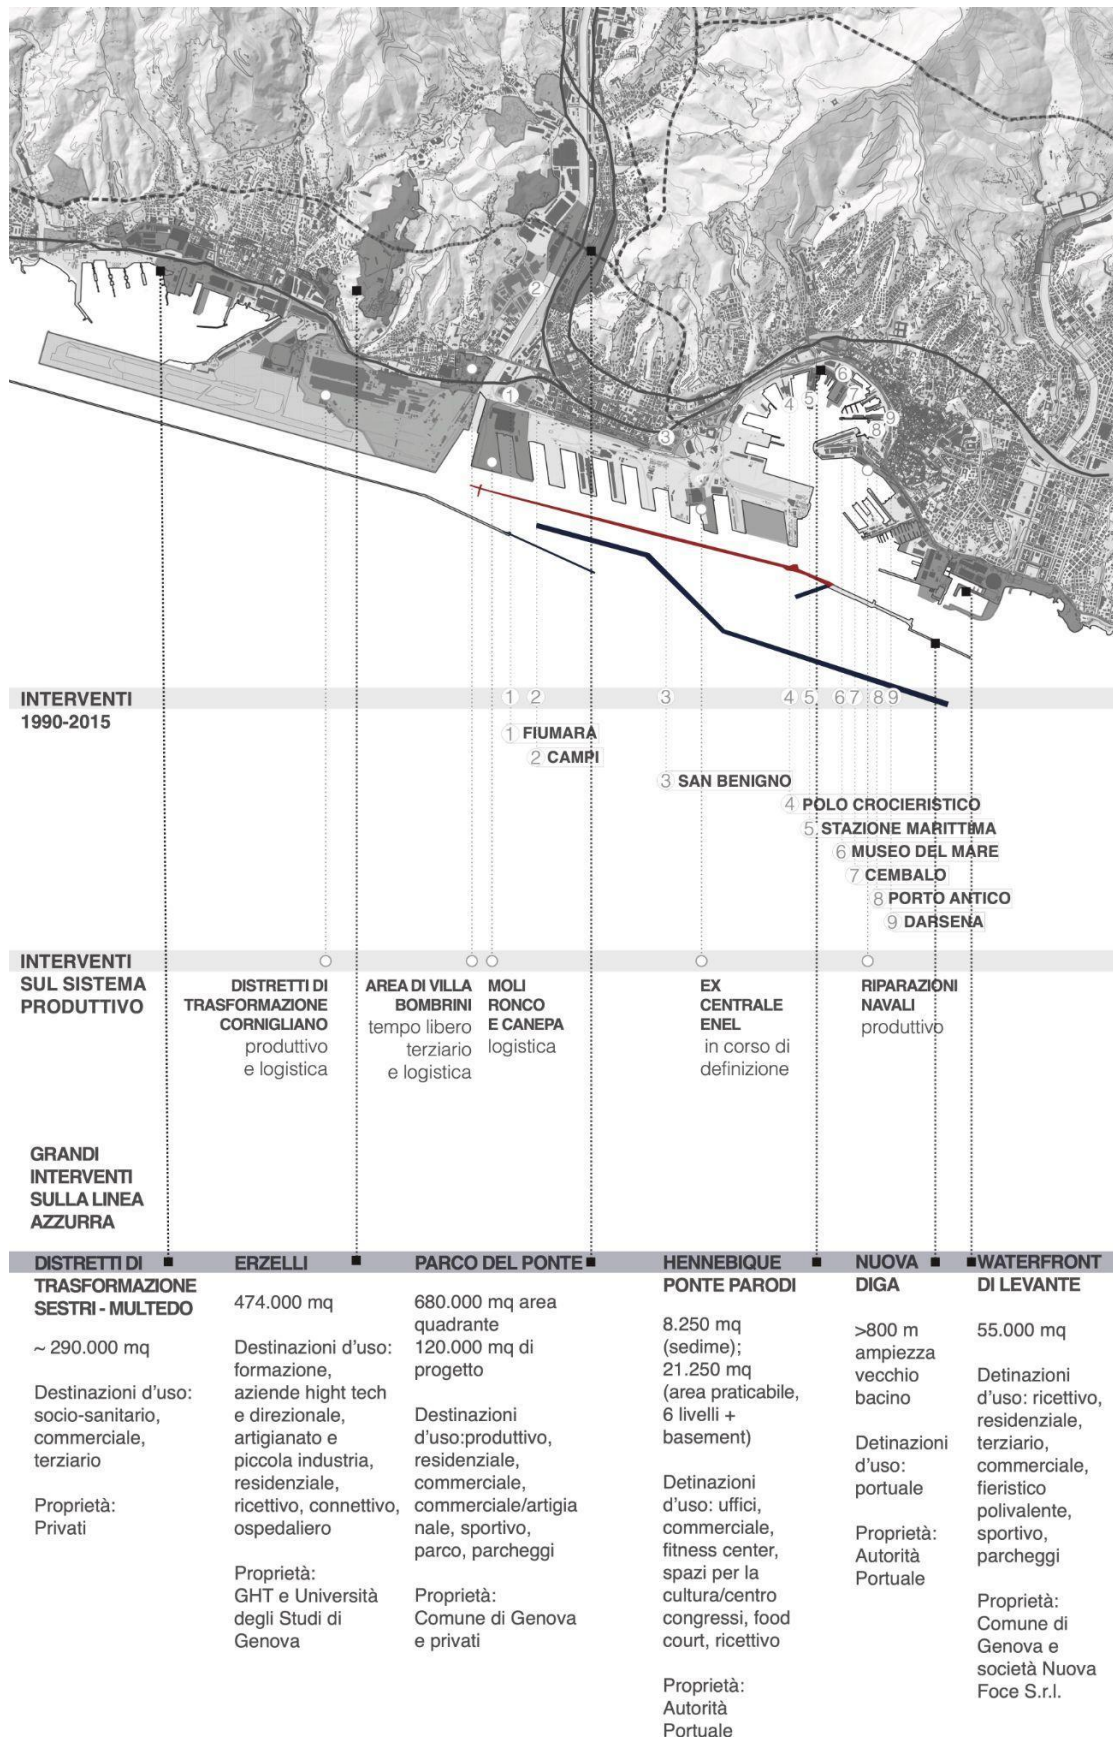 2
1
3
4
5
6
7
8
9
INTERVENTI
1990-2015
1
2
3
4
5
6
7
8
9
1 FIUMARA
2 CAMPI
3 SAN BENIGNO
4 POLO CROCIERISTICO
5 STAZIONE MARITTIMA
6 MUSEO DEL MARE
7 CEMBALO
8 PORTO ANTICO
9 DARSENA
INTERVENTI
SUL SISTEMA
PRODUTTIVO
DISTRETTI DI
TRASFORMAZIONE
CORNIGLIANO
produttivo
e logistica
AREA DI VILLA
BOMBRINI
tempo libero
terziario
e logistica
MOLI
RONCO
E CANEPA
logistica
EX
CENTRALE
ENEL
in corso di
definizione
RIPARAZIONI
NAVALI
produttivo
GRANDI
INTERVENTI
SULLA LINEA
AZZURRA
DISTRETTI DI
TRASFORMAZIONE
SESTRI - MULTEDO
~ 290.000 mq
Destinazioni d'uso:
socio-sanitario,
commerciale,
terziario
Proprietà:
Privati
ERZELLI
474.000 mq
Destinazioni d'uso:
formazione,
aziende hight tech
e direzionale,
artigianato e
piccola industria,
residenziale,
ricettivo, connettivo,
ospedaliero
Proprietà:
GHT e Università
degli Studi di
Genova
PARCO DEL PONTE
680.000 mq area
quadrante
120.000 mq di
progetto
Destinazioni
d'uso:produttivo,
residenziale,
commerciale,
commerciale/artigia
nale, sportivo,
parco, parcheggi
Proprietà:
Comune di Genova
e privati
HENNEBIQUE
PONTE PARODI
8.250 mq
(sedime);
21.250 mq
(area praticabile,
6 livelli +
basement)
Detinazioni
d'uso: uffici,
commerciale,
fitness center,
spazi per la
cultura/centro
congressi, food
court, ricettivo
Proprietà:
Autorità
Portuale
NUOVA
DIGA
>800 m
ampiezza
vecchio
bacino
Detinazioni
d'uso:
portuale
Proprietà:
Autorità
Portuale
WATERFRONT
DI LEVANTE
55.000 mq
Detinazioni
d'uso: ricettivo,
residenziale,
terziario,
commerciale,
fieristico
polivalente,
sportivo,
parcheggi
Proprietà:
Comune di
Genova e
società Nuova
Foce S.r.l.